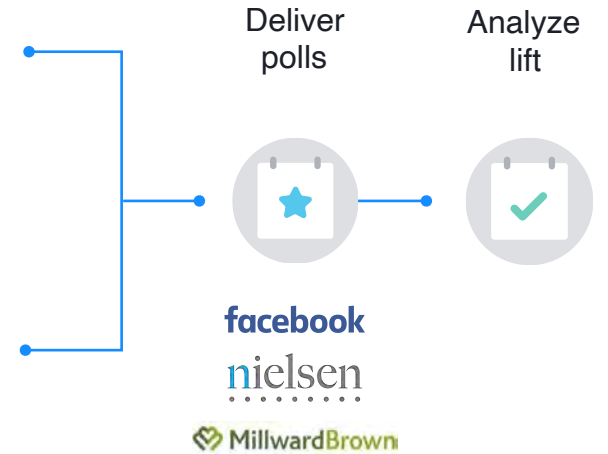 Deliver
polls
Analyze
lift
facebook
nielsen
MillwardBrown